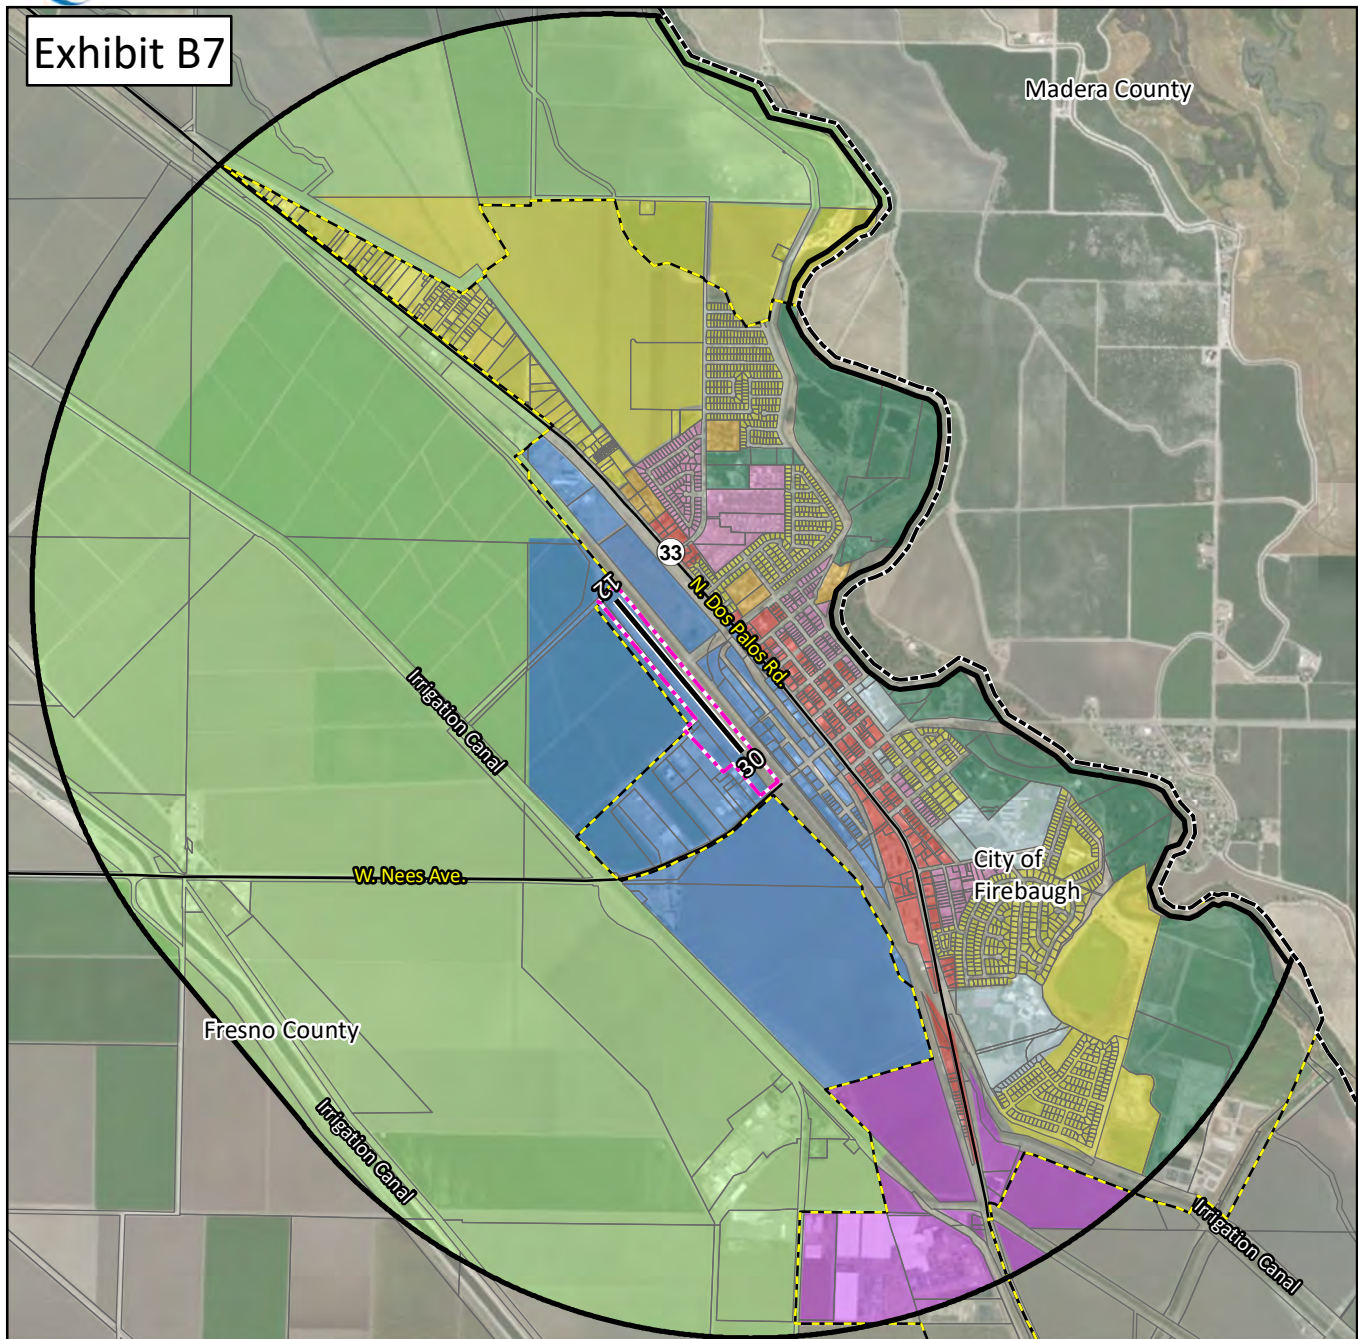 Exhibit B7
Madera County
33
N. Dos Palos Rd.
12
30
Irrigation Canal
W. Nees Ave.
City of
Firebaugh
Fresno County
Irrigation Canal
Irrigation Canal